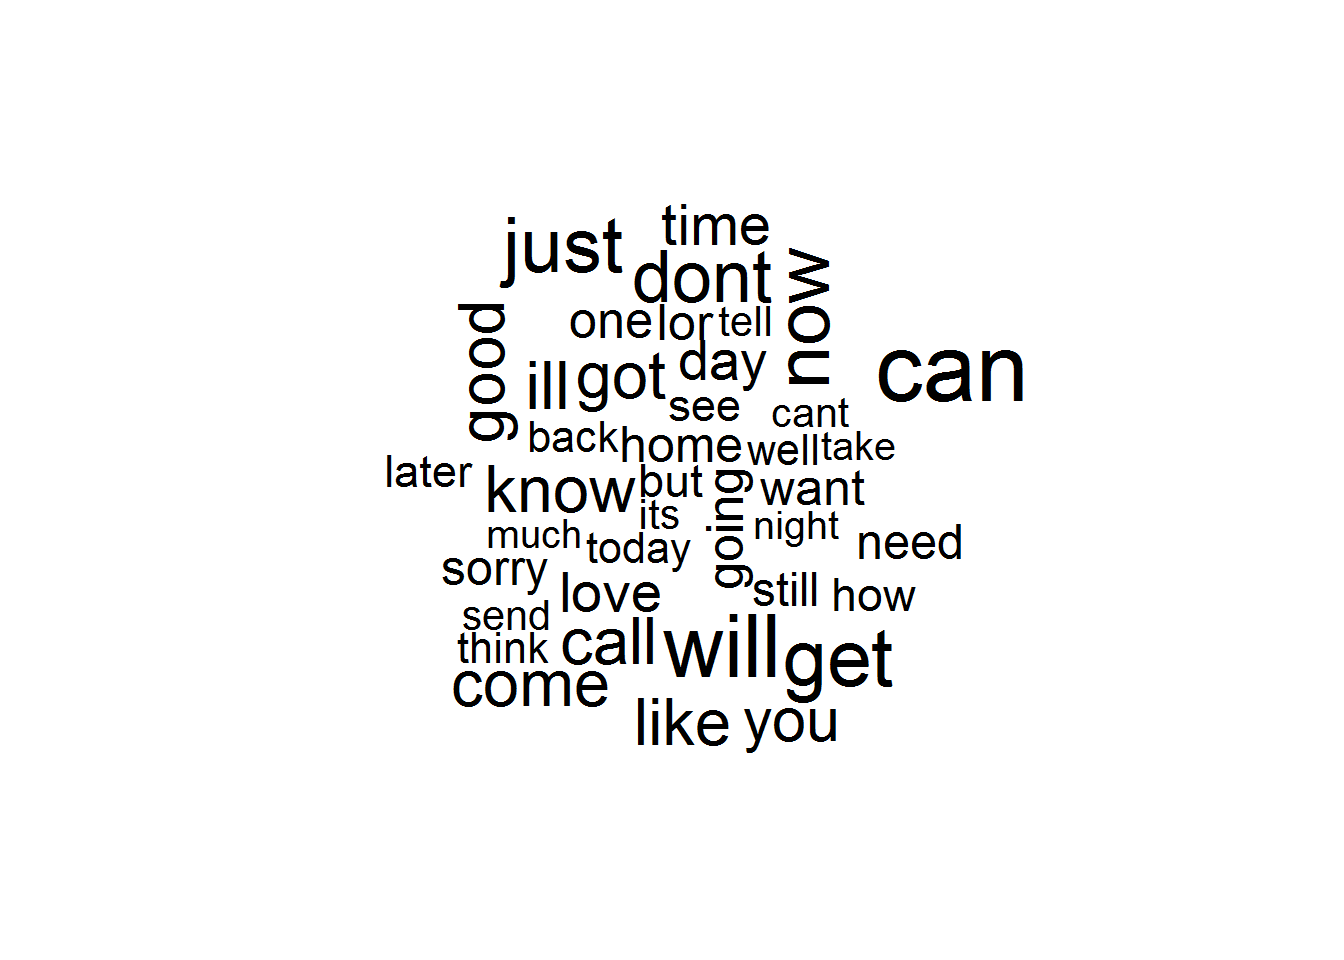 time
just
dont
now
good
one lor tell
day
can
ill got
see
cant
back home well take
later
know but want
its
going
much today night
need
sorry
love still how
send
think call will get
come
like you